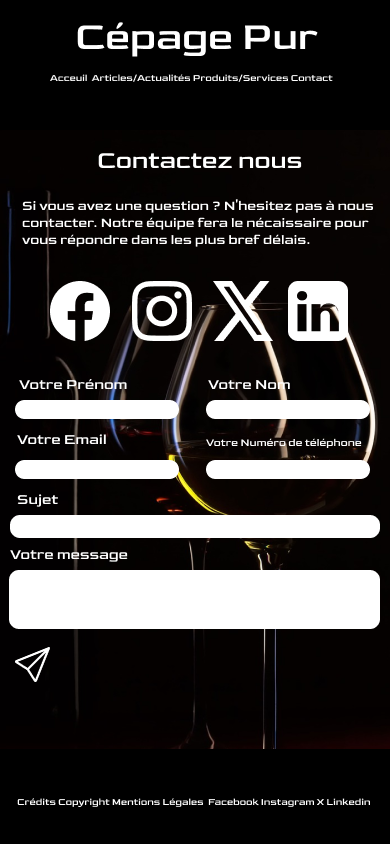 Cépage Pur
Acceuil Articles/Actualités Produits/Services Contact
Contactez nous
Si vous avez une question ? N'hesitez pas à nous
contacter. Notre équipe fera le nécaissaire pour
vous répondre dans les plus bref délais.
Votre Prénom Votre Nom
Votre Email Votre Numéro de téléphone
Sujet
Votre message
Crédits Copyright Mentions Légales Facebook Instagram X Linkedin